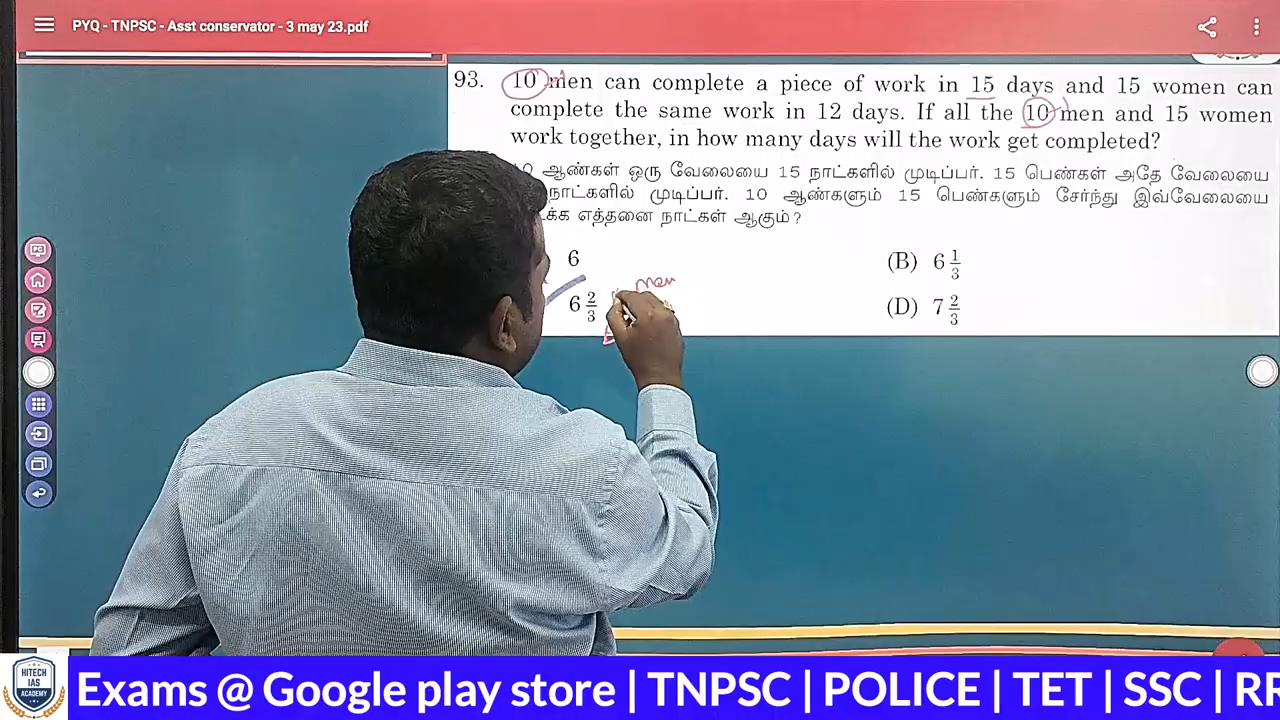 PYQ - TNPSC - Asst conservator - 3 may 23.pdf
93. 10 men can complete a piece of work in 15 days and 15 women can
complete the same work in 12 days. If all the 10 men and 15 women
work together, in how many days will the work get completed?
ஆண்கள் ஒரு வேலையை 15 நாட்களில் முடிப்பர். 15 பெண்கள் அதே வேலையை
நாட்களில் முடிப்பர். 10 ஆண்களும் 15 பெண்களும் சேர்ந்து இவ்வேலையை
எத்தனை நாட்கள் ஆகும்?
6
(B) 6 1/3
men
6 2/3
(D) 7 2/3
HITECH
IAS
ACADEMY
Exams @ Google play store | TNPSC | POLICE | TET | SSC | RR